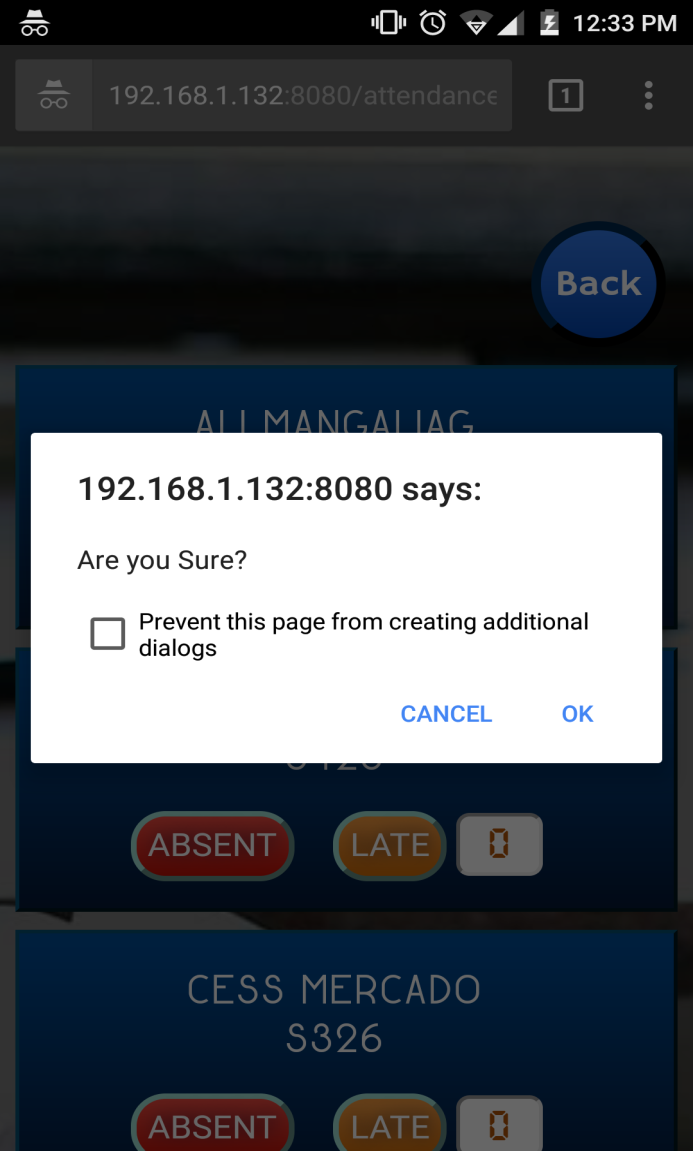 12:33 PM
192.168.1.132:8080/attendance
1
Back
192.168.1.132:8080 says:
Are you Sure?
Prevent this page from creating additional
dialogs
CANCEL
OK
ABSENT
LATE
0
CESS MERCADO
S326
ABSENT
LATE
0